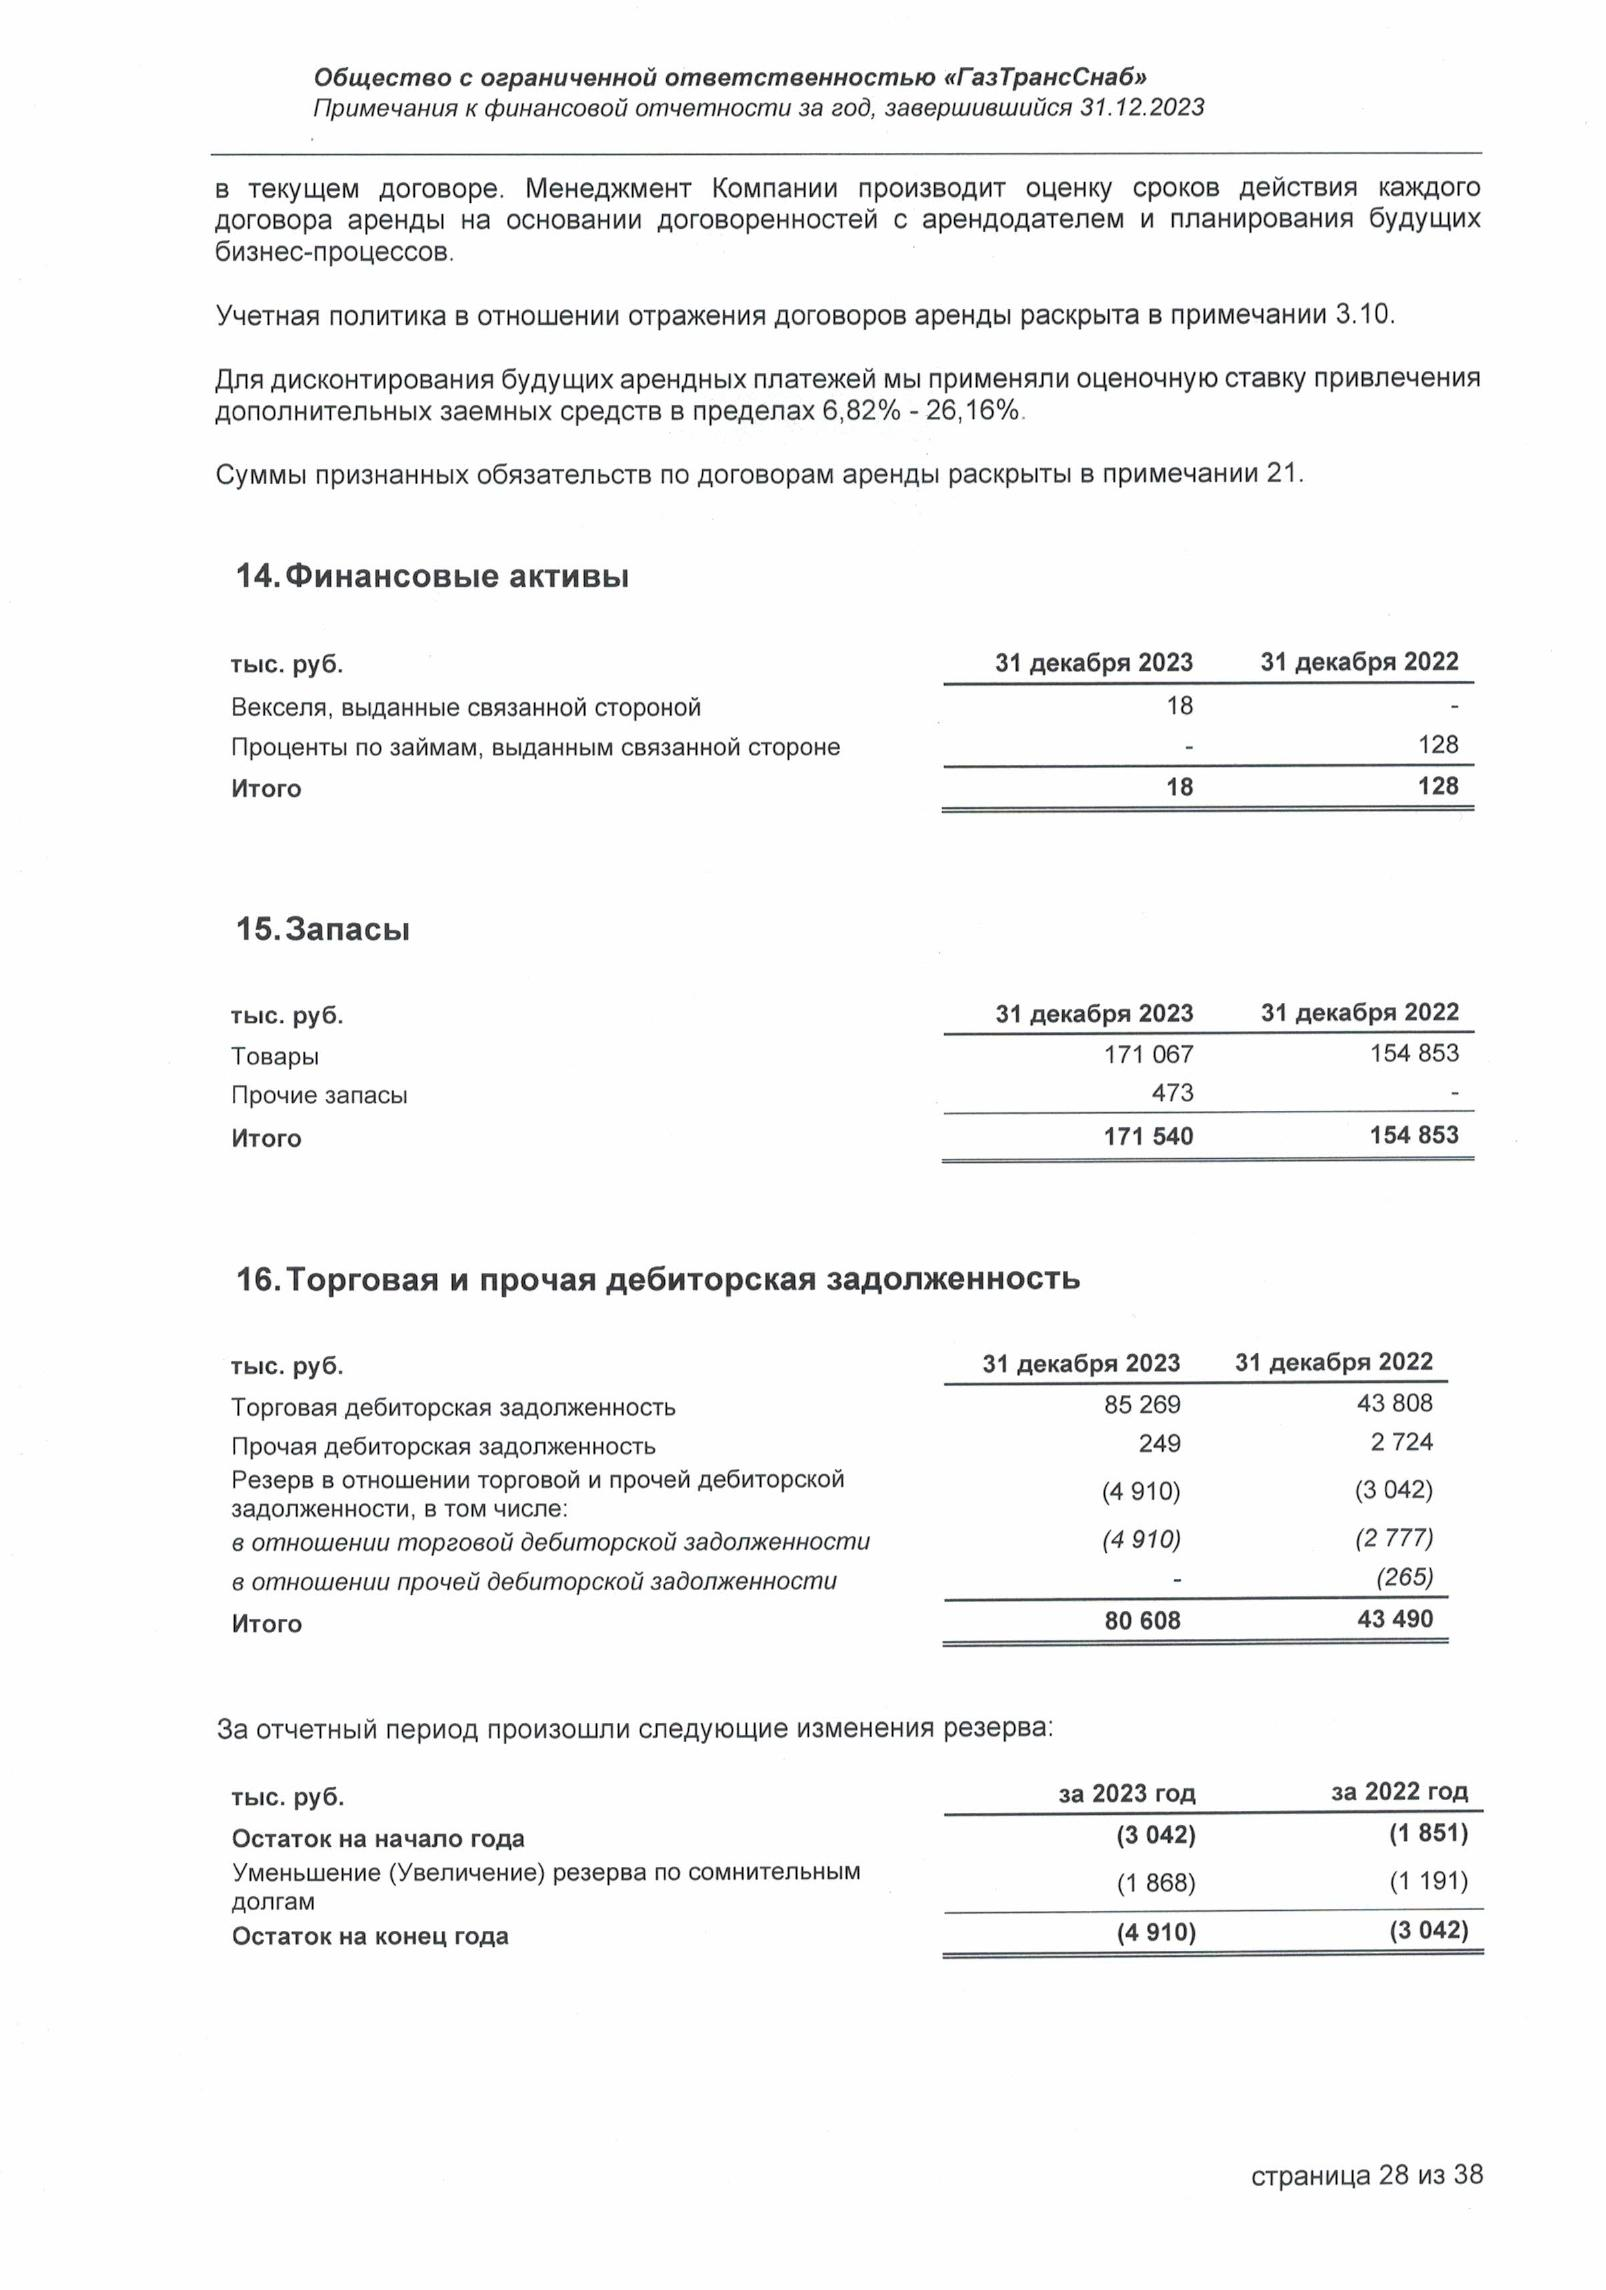 Общество с ограниченной ответственностью «ГазТрансСнаб»
Примечания к финансовой отчетности за год, завершившийся 31.12.2023
в текущем договоре. Менеджмент Компании производит оценку сроков действия каждого
договора аренды на основании договоренностей с арендодателем и планирования будущих
бизнес-процессов.
Учетная политика в отношении отражения договоров аренды раскрыта в примечании 3.10.
Для дисконтирования будущих арендных платежей мы применяли оценочную ставку привлечения
дополнительных заемных средств в пределах 6,82% - 26,16%.
Суммы признанных обязательств по договорам аренды раскрыты в примечании 21.
14. Финансовые активы
тыс. руб. 31 декабря 2023 31 декабря 2022
Векселя, выданные связанной стороной 18 -
Проценты по займам, выданным связанной стороне - 128
Итого 18 128
15. Запасы
тыс. руб. 31 декабря 2023 31 декабря 2022
Товары 171 067 154 853
Прочие запасы 473 -
Итого 171 540 154 853
16. Торговая и прочая дебиторская задолженность
тыс. руб. 31 декабря 2023 31 декабря 2022
Торговая дебиторская задолженность 85 269 43 808
Прочая дебиторская задолженность 249 2 724
Резерв в отношении торговой и прочей дебиторской
задолженности, в том числе: (4 910) (3 042)
в отношении торговой дебиторской задолженности (4 910) (2 777)
в отношении прочей дебиторской задолженности - (265)
Итого 80 608 43 490
За отчетный период произошли следующие изменения резерва:
тыс. руб. за 2023 год за 2022 год
Остаток на начало года (3 042) (1 851)
Уменьшение (Увеличение) резерва по сомнительным
долгам (1 868) (1 191)
Остаток на конец года (4 910) (3 042)
страница 28 из 38